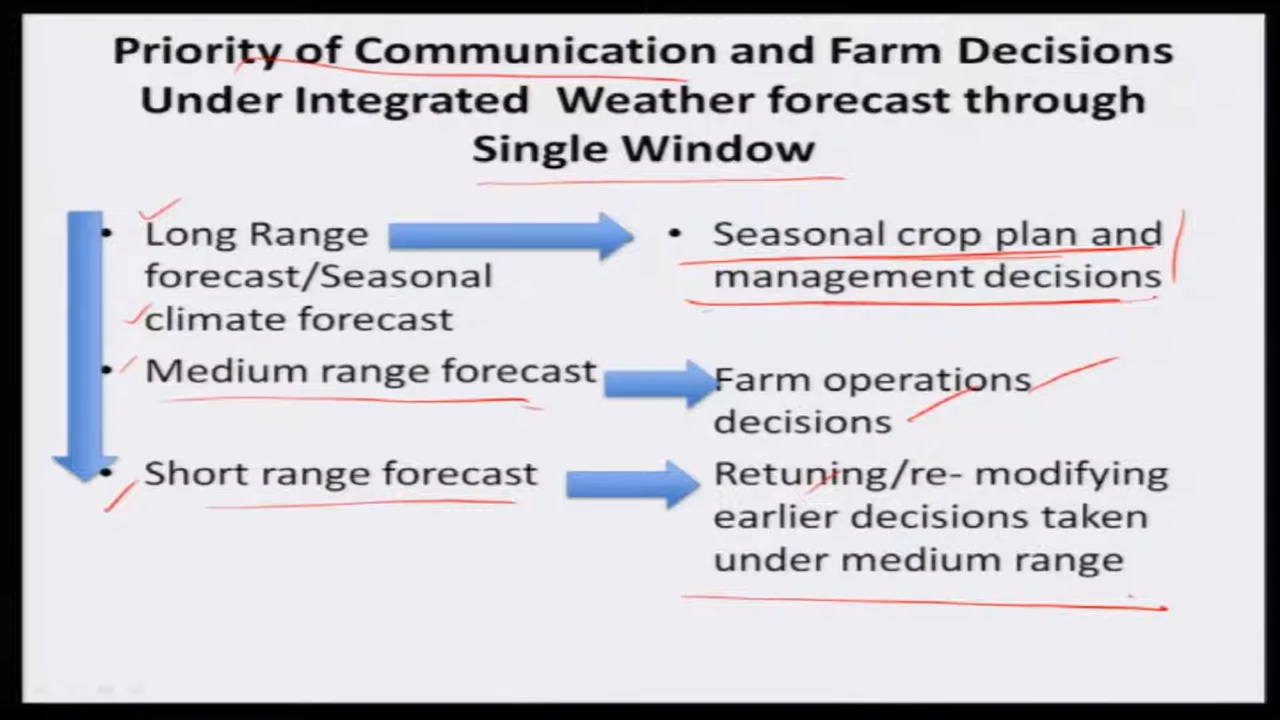 Priority of Communication and Farm Decisions
Under Integrated Weather forecast through
Single Window
• Long Range
forecast/Seasonal
climate forecast
• Seasonal crop plan and
management decisions
• Medium range forecast
Farm operations
decisions
• Short range forecast
Retuning/re- modifying
earlier decisions taken
under medium range